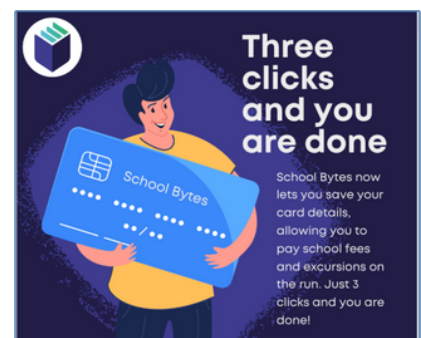 Three
clicks
and you
are done
School Bytes now
lets you save your
card details,
allowing you to
pay school fees
and excursions on
the run. Just 3
clicks and you are
done!
School Bytes